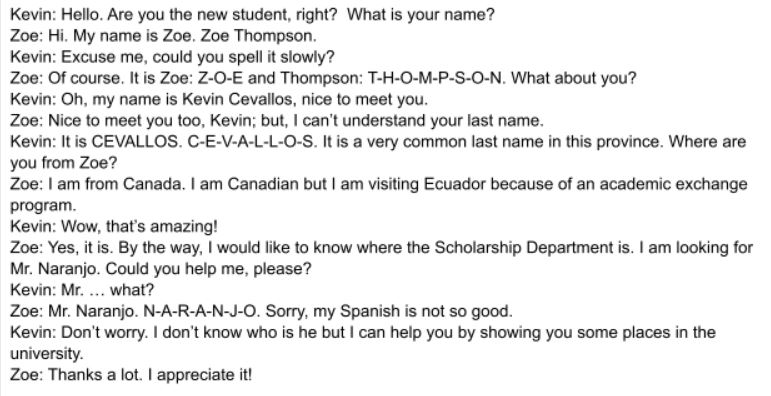 Kevin: Hello. Are you the new student, right?  What is your name?
Zoe: Hi. My name is Zoe. Zoe Thompson.
Kevin: Excuse me, could you spell it slowly?
Zoe: Of course. It is Zoe: Z-O-E and Thompson: T-H-O-M-P-S-O-N. What about you?
Kevin: Oh, my name is Kevin Cevallos, nice to meet you.
Zoe: Nice to meet you too, Kevin; but, I can't understand your last name.
Kevin: It is CEVALLOS. C-E-V-A-L-L-O-S. It is a very common last name in this province. Where are
you from Zoe?
Zoe: I am from Canada. I am Canadian but I am visiting Ecuador because of an academic exchange
program.
Kevin: Wow, that's amazing!
Zoe: Yes, it is. By the way, I would like to know where the Scholarship Department is. I am looking for
Mr. Naranjo. Could you help me, please?
Kevin: Mr. … what?
Zoe: Mr. Naranjo. N-A-R-A-N-J-O. Sorry, my Spanish is not so good.
Kevin: Don't worry. I don't know who is he but I can help you by showing you some places in the
university.
Zoe: Thanks a lot. I appreciate it!